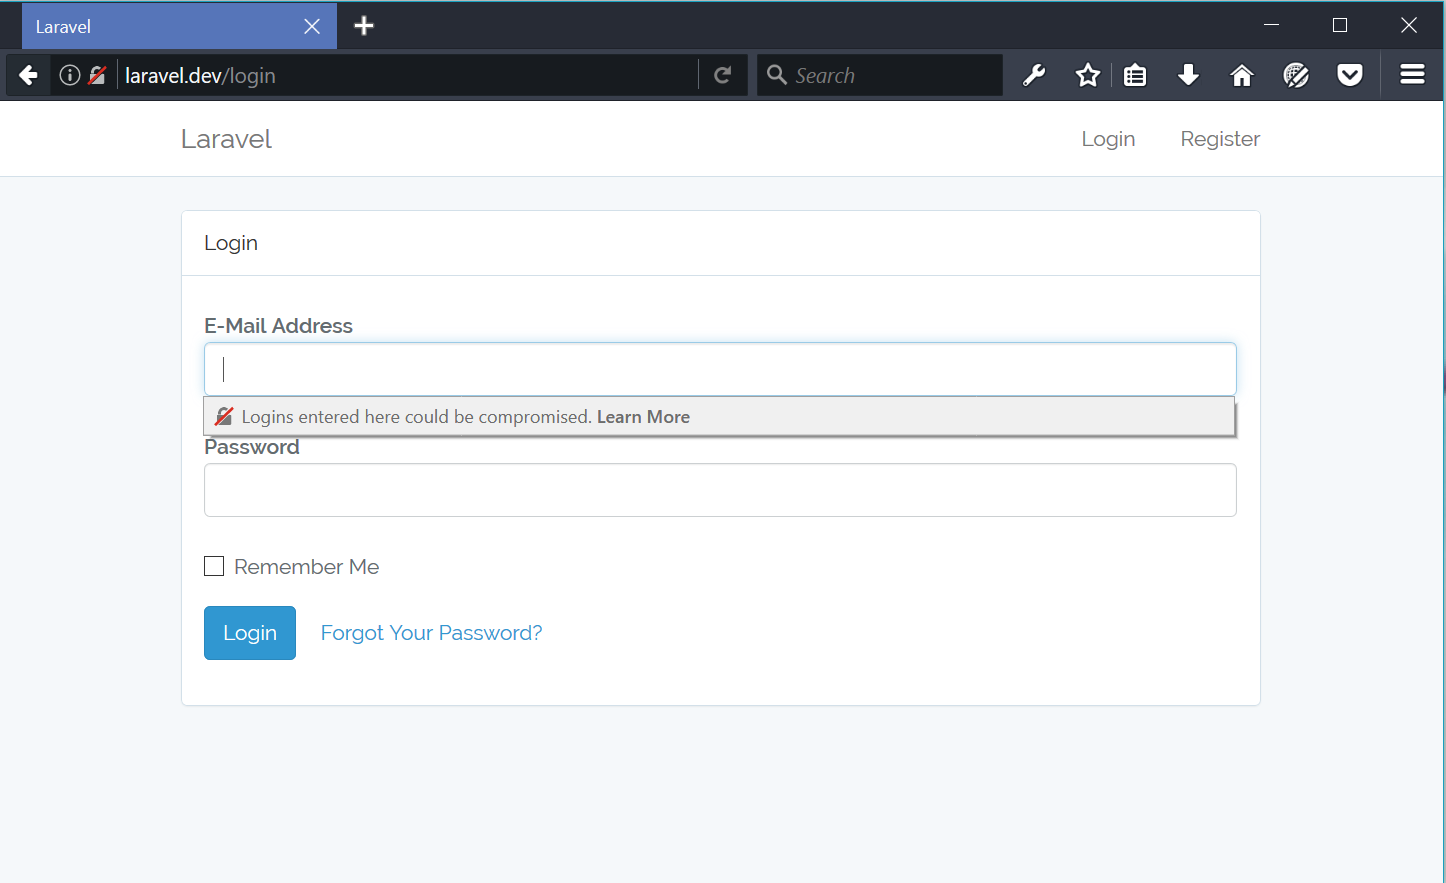 Laravel
laravel.dev/login
Search
Laravel
Login
Register
Login
E-Mail Address
Logins entered here could be compromised. Learn More
Password
Remember Me
Login
Forgot Your Password?